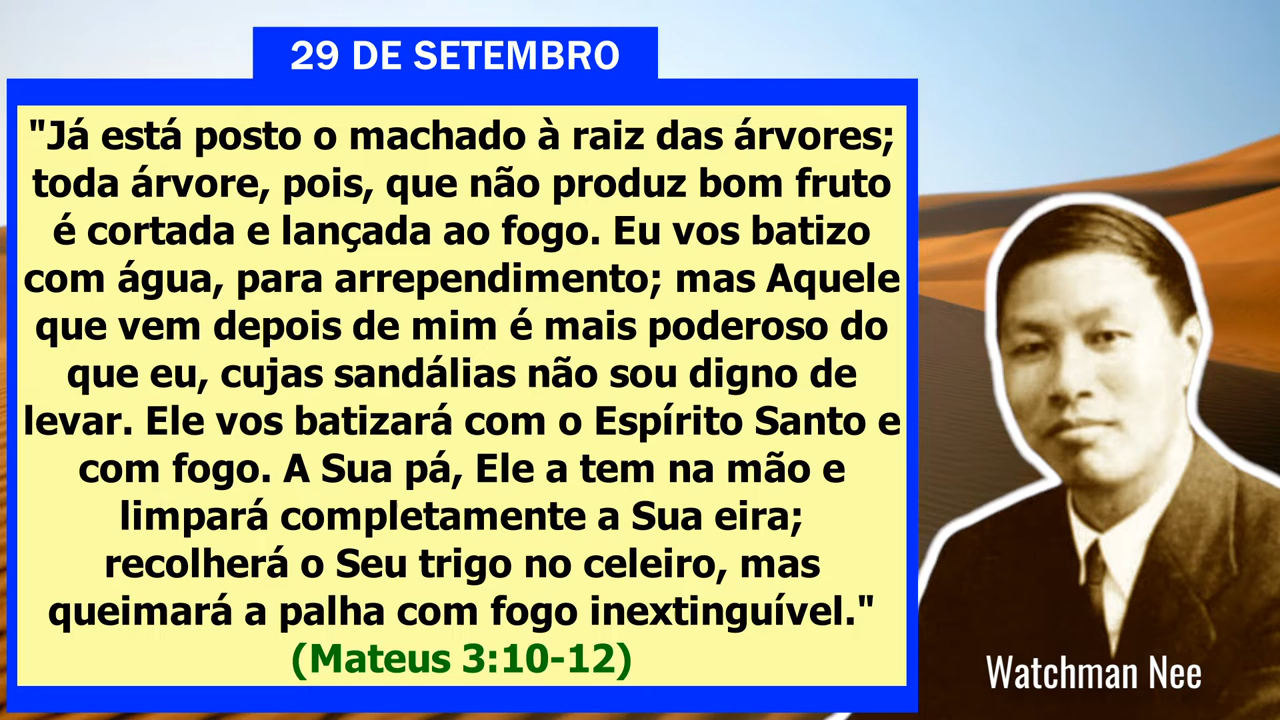 29 DE SETEMBRO
"Já está posto o machado à raiz das árvores;
toda árvore, pois, que não produz bom fruto
é cortada e lançada ao fogo. Eu vos batizo
com água, para arrependimento; mas Aquele
que vem depois de mim é mais poderoso do
que eu, cujas sandálias não sou digno de
levar. Ele vos batizará com o Espírito Santo e
com fogo. A Sua pá, Ele a tem na mão e
limpará completamente a Sua eira;
recolherá o Seu trigo no celeiro, mas
queimará a palha com fogo inextinguível."
(Mateus 3:10-12)
Watchman Nee